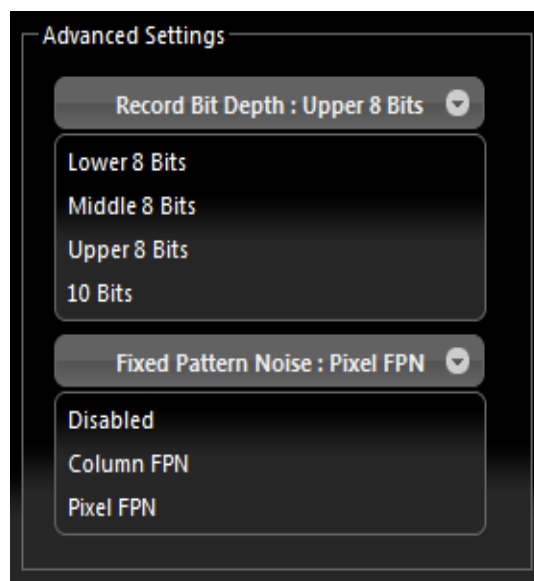 Advanced Settings
Record Bit Depth : Upper 8 Bits
Lower 8 Bits
Middle 8 Bits
Upper 8 Bits
10 Bits
Fixed Pattern Noise : Pixel FPN
Disabled
Column FPN
Pixel FPN